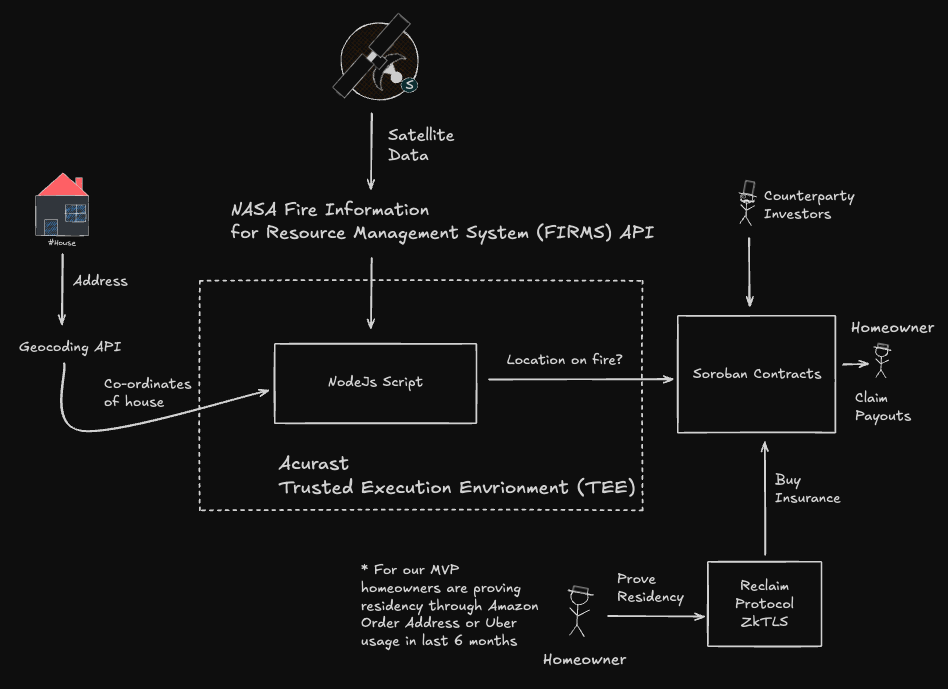 S
Satellite
Data
NASA Fire Information
for Resource Management System (FIRMS) API
#House
Address
Geocoding API
Co-ordinates
of house
NodeJs Script
Location on fire?
Acurast
Trusted Execution Envrionment (TEE)
Counterparty
Investors
Soroban Contracts
Homeowner
Claim
Payouts
Buy
Insurance
* For our MVP
homeowners are proving
residency through Amazon
Order Address or Uber
usage in last 6 months
Homeowner
Prove
Residency
Reclaim
Protocol
ZkTLS